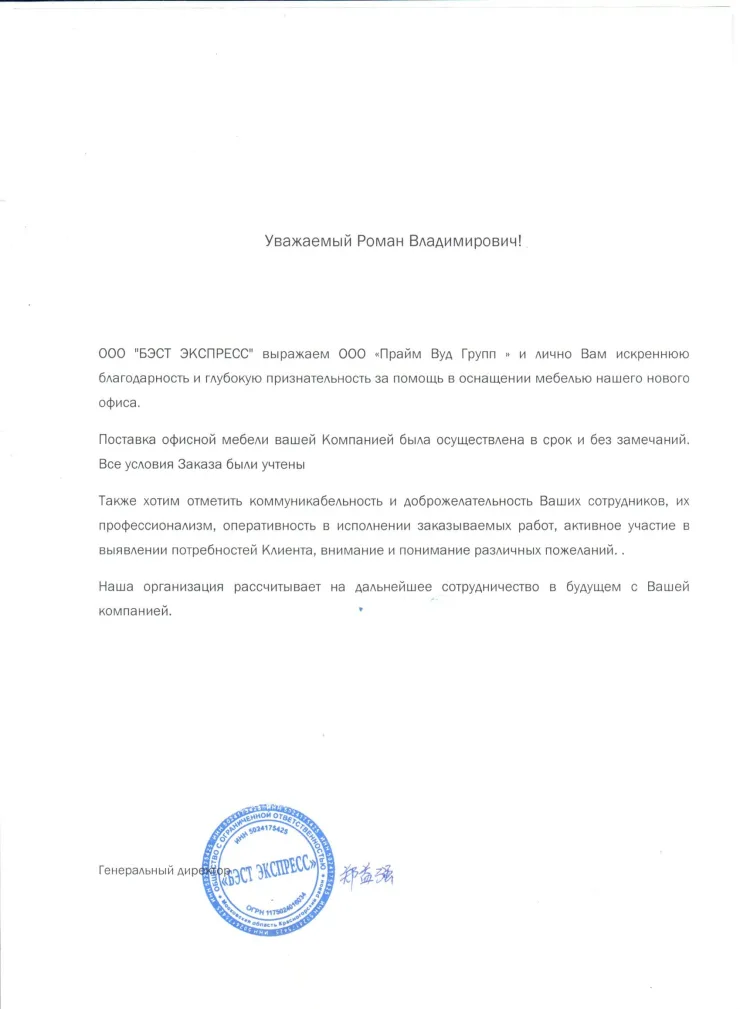 Уважаемый Роман Владимирович!
ООО "БЭСТ ЭКСПРЕСС" выражаем ООО «Прайм Вуд Групп » и лично Вам искреннюю
благодарность и глубокую признательность за помощь в оснащении мебелью нашего нового
офиса.
Поставка офисной мебели вашей Компанией была осуществлена в срок и без замечаний.
Все условия Заказа были учтены
Также хотим отметить коммуникабельность и доброжелательность Ваших сотрудников, их
профессионализм, оперативность в исполнении заказываемых работ, активное участие в
выявлении потребностей Клиента, внимание и понимание различных пожеланий. .
Наша организация рассчитывает на дальнейшее сотрудничество в будущем с Вашей
компанией.
Генеральный директор
ОБЩЕСТВО С ОГРАНИЧЕННОЙ ОТВЕТСТВЕННОСТЬЮ
ИНН 5024175425
«БЭСТ ЭКСПРЕСС»
ОГРН 1175024016034
Московская область Красногорский район
郑益强